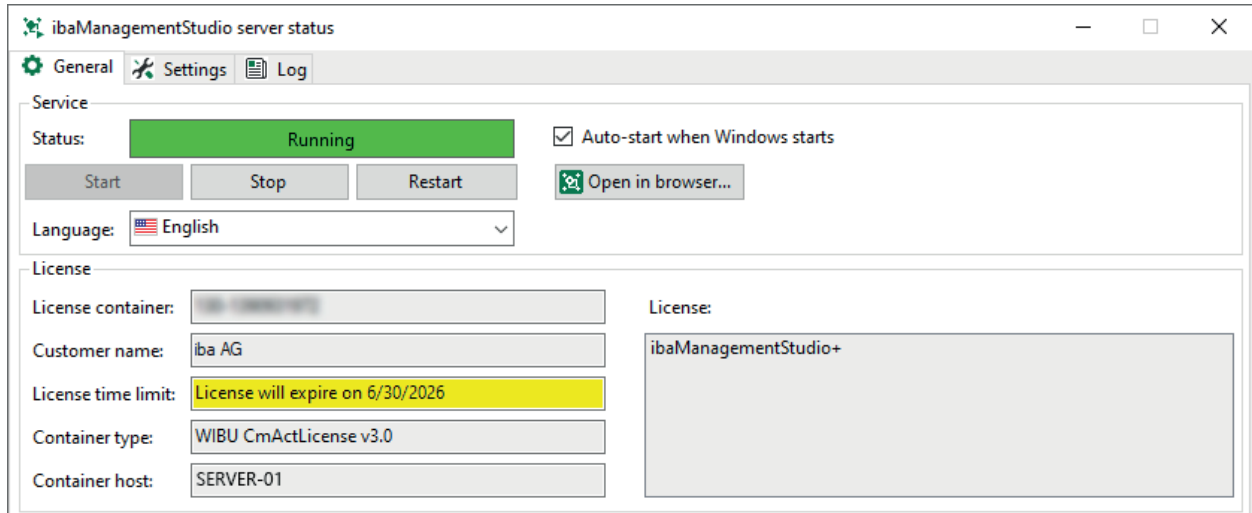 ibaManagementStudio server status
General Settings Log
Service
Status: Running Auto-start when Windows starts
Start Stop Restart Open in browser...
Language: English
License
License container: License:
Customer name: iba AG ibaManagementStudio+
License time limit: License will expire on 6/30/2026
Container type: WIBU CmActLicense v3.0
Container host: SERVER-01